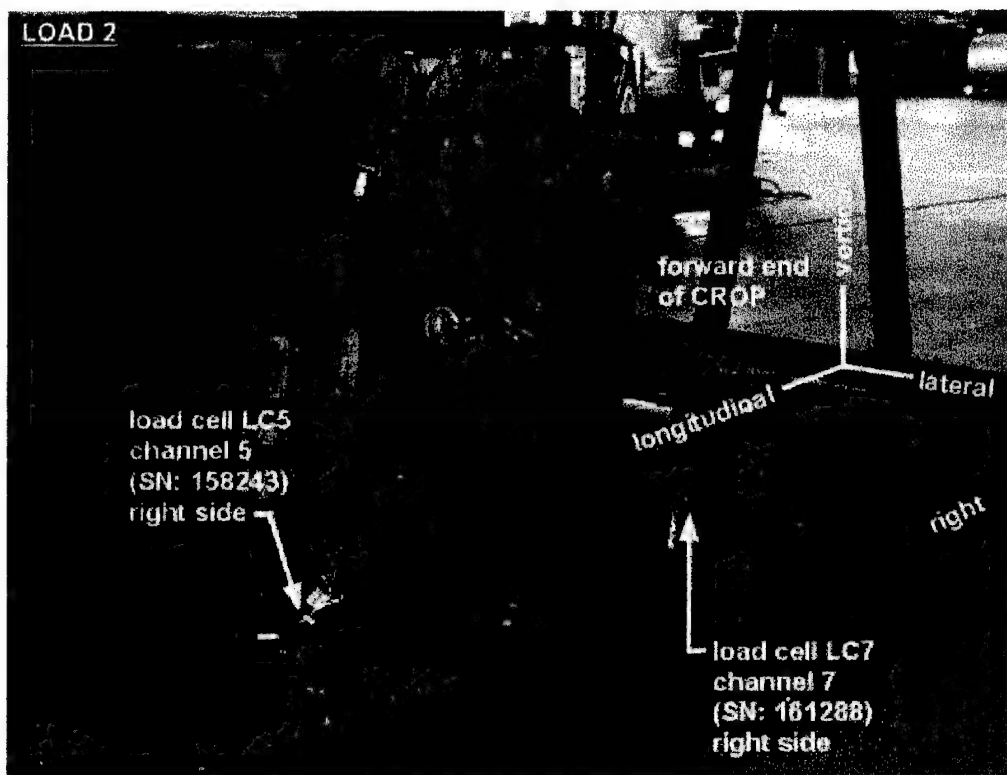 LOAD 2
forward end
of CROP
vertical
longitudinal
lateral
load cell LC5
channel 5
(SN: 158243)
right side
right
load cell LC7
channel 7
(SN: 161288)
right side